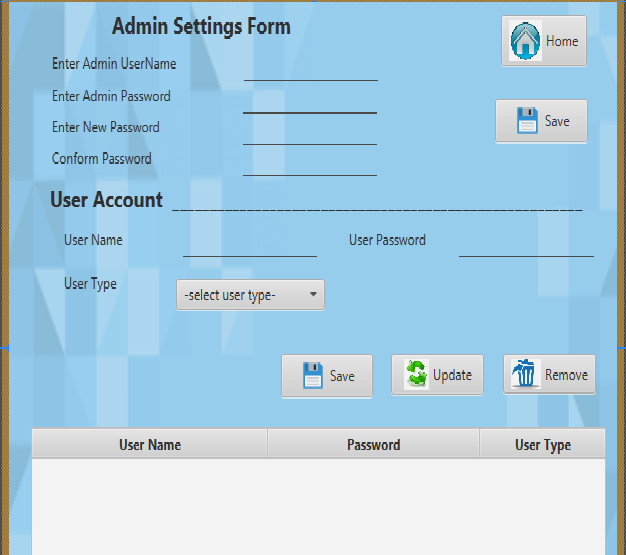 Admin Settings Form
Home
Enter Admin UserName
Enter Admin Password
Save
Enter New Password
Conform Password
User Account
User Name User Password
User Type -select user type-
Save Update Remove
User Name Password User Type